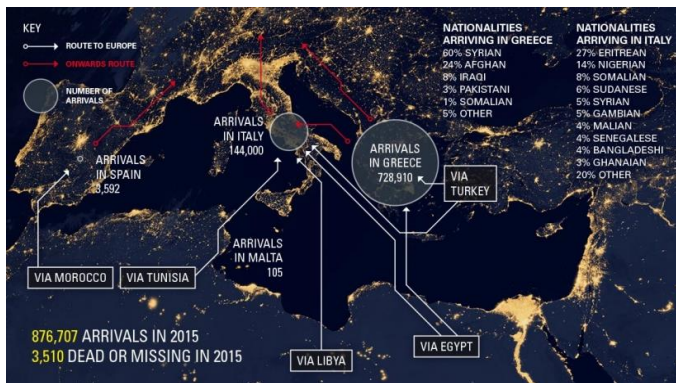 KEY
ROUTE TO EUROPE
ONWARDS ROUTE
NUMBER OF
ARRIVALS
NATIONALITIES
ARRIVING IN GREECE
60% SYRIAN
24% AFGHAN
8% IRAQI
3% PAKISTANI
1% SOMALIAN
5% OTHER
NATIONALITIES
ARRIVING IN ITALY
27% ERITREAN
14% NIGERIAN
8% SOMALIAN
6% SUDANESE
5% SYRIAN
5% GAMBIAN
4% MALIAN
4% SENEGALESE
4% BANGLADESHI
3% GHANAIAN
20% OTHER
ARRIVALS
IN ITALY
144,000
ARRIVALS
IN GREECE
728,910
ARRIVALS
IN SPAIN
3,592
VIA
TURKEY
ARRIVALS
IN MALTA
105
VIA MOROCCO
VIA TUNISIA
876,707 ARRIVALS IN 2015
3,510 DEAD OR MISSING IN 2015
VIA LIBYA
VIA EGYPT